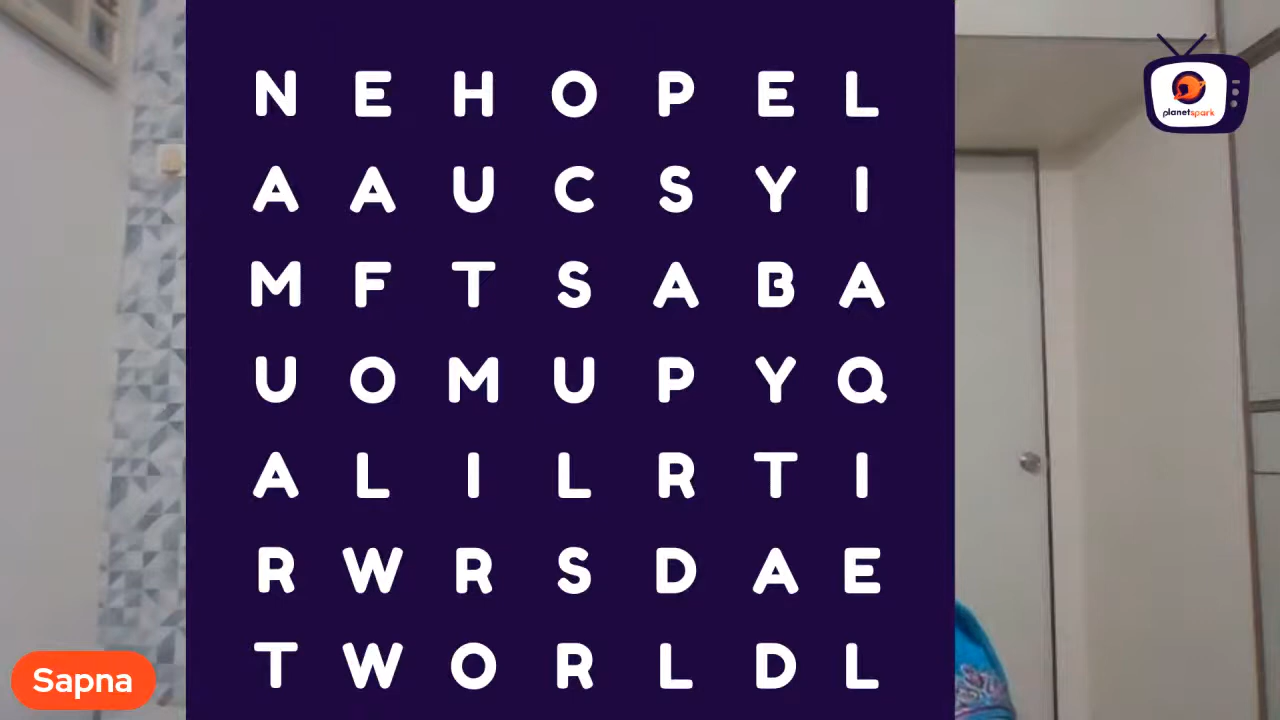 N E H O P E L
planetspark
A A U C S Y I
M F T S A B A
U O M U P Y Q
A L I L R T I
R W R S D A E
T W O R L D L
Sapna